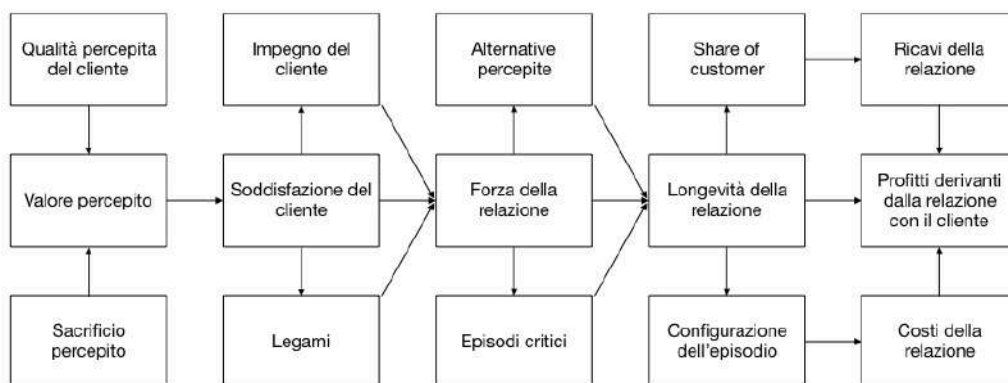 Qualità percepita
del cliente
Impegno del
cliente
Alternative
percepite
Share of
customer
Ricavi della
relazione
Valore percepito
Soddisfazione del
cliente
Forza della
relazione
Longevità della
relazione
Profitti derivanti
dalla relazione
con il cliente
Sacrificio
percepito
Legami
Episodi critici
Configurazione
dell'episodio
Costi della
relazione